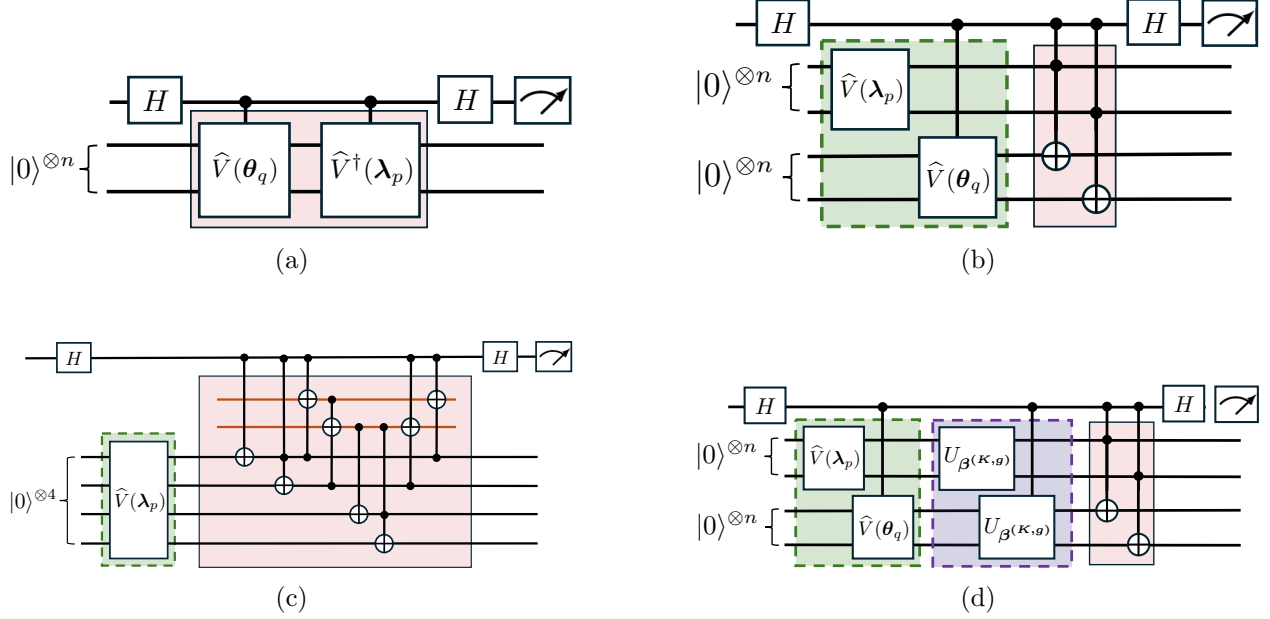 H H
|0⟩^{⊗n} V̂(θ_q) V̂†(λ_p)
(a)
H H
|0⟩^{⊗n} V̂(λ_p)
|0⟩^{⊗n} V̂(θ_q)
(b)
H H
|0⟩^{⊗4} V̂(λ_p)
(c)
H H
|0⟩^{⊗n} V̂(λ_p) U_{β^{(K,g)}}
|0⟩^{⊗n} V̂(θ_q) U_{β^{(K,g)}}
(d)